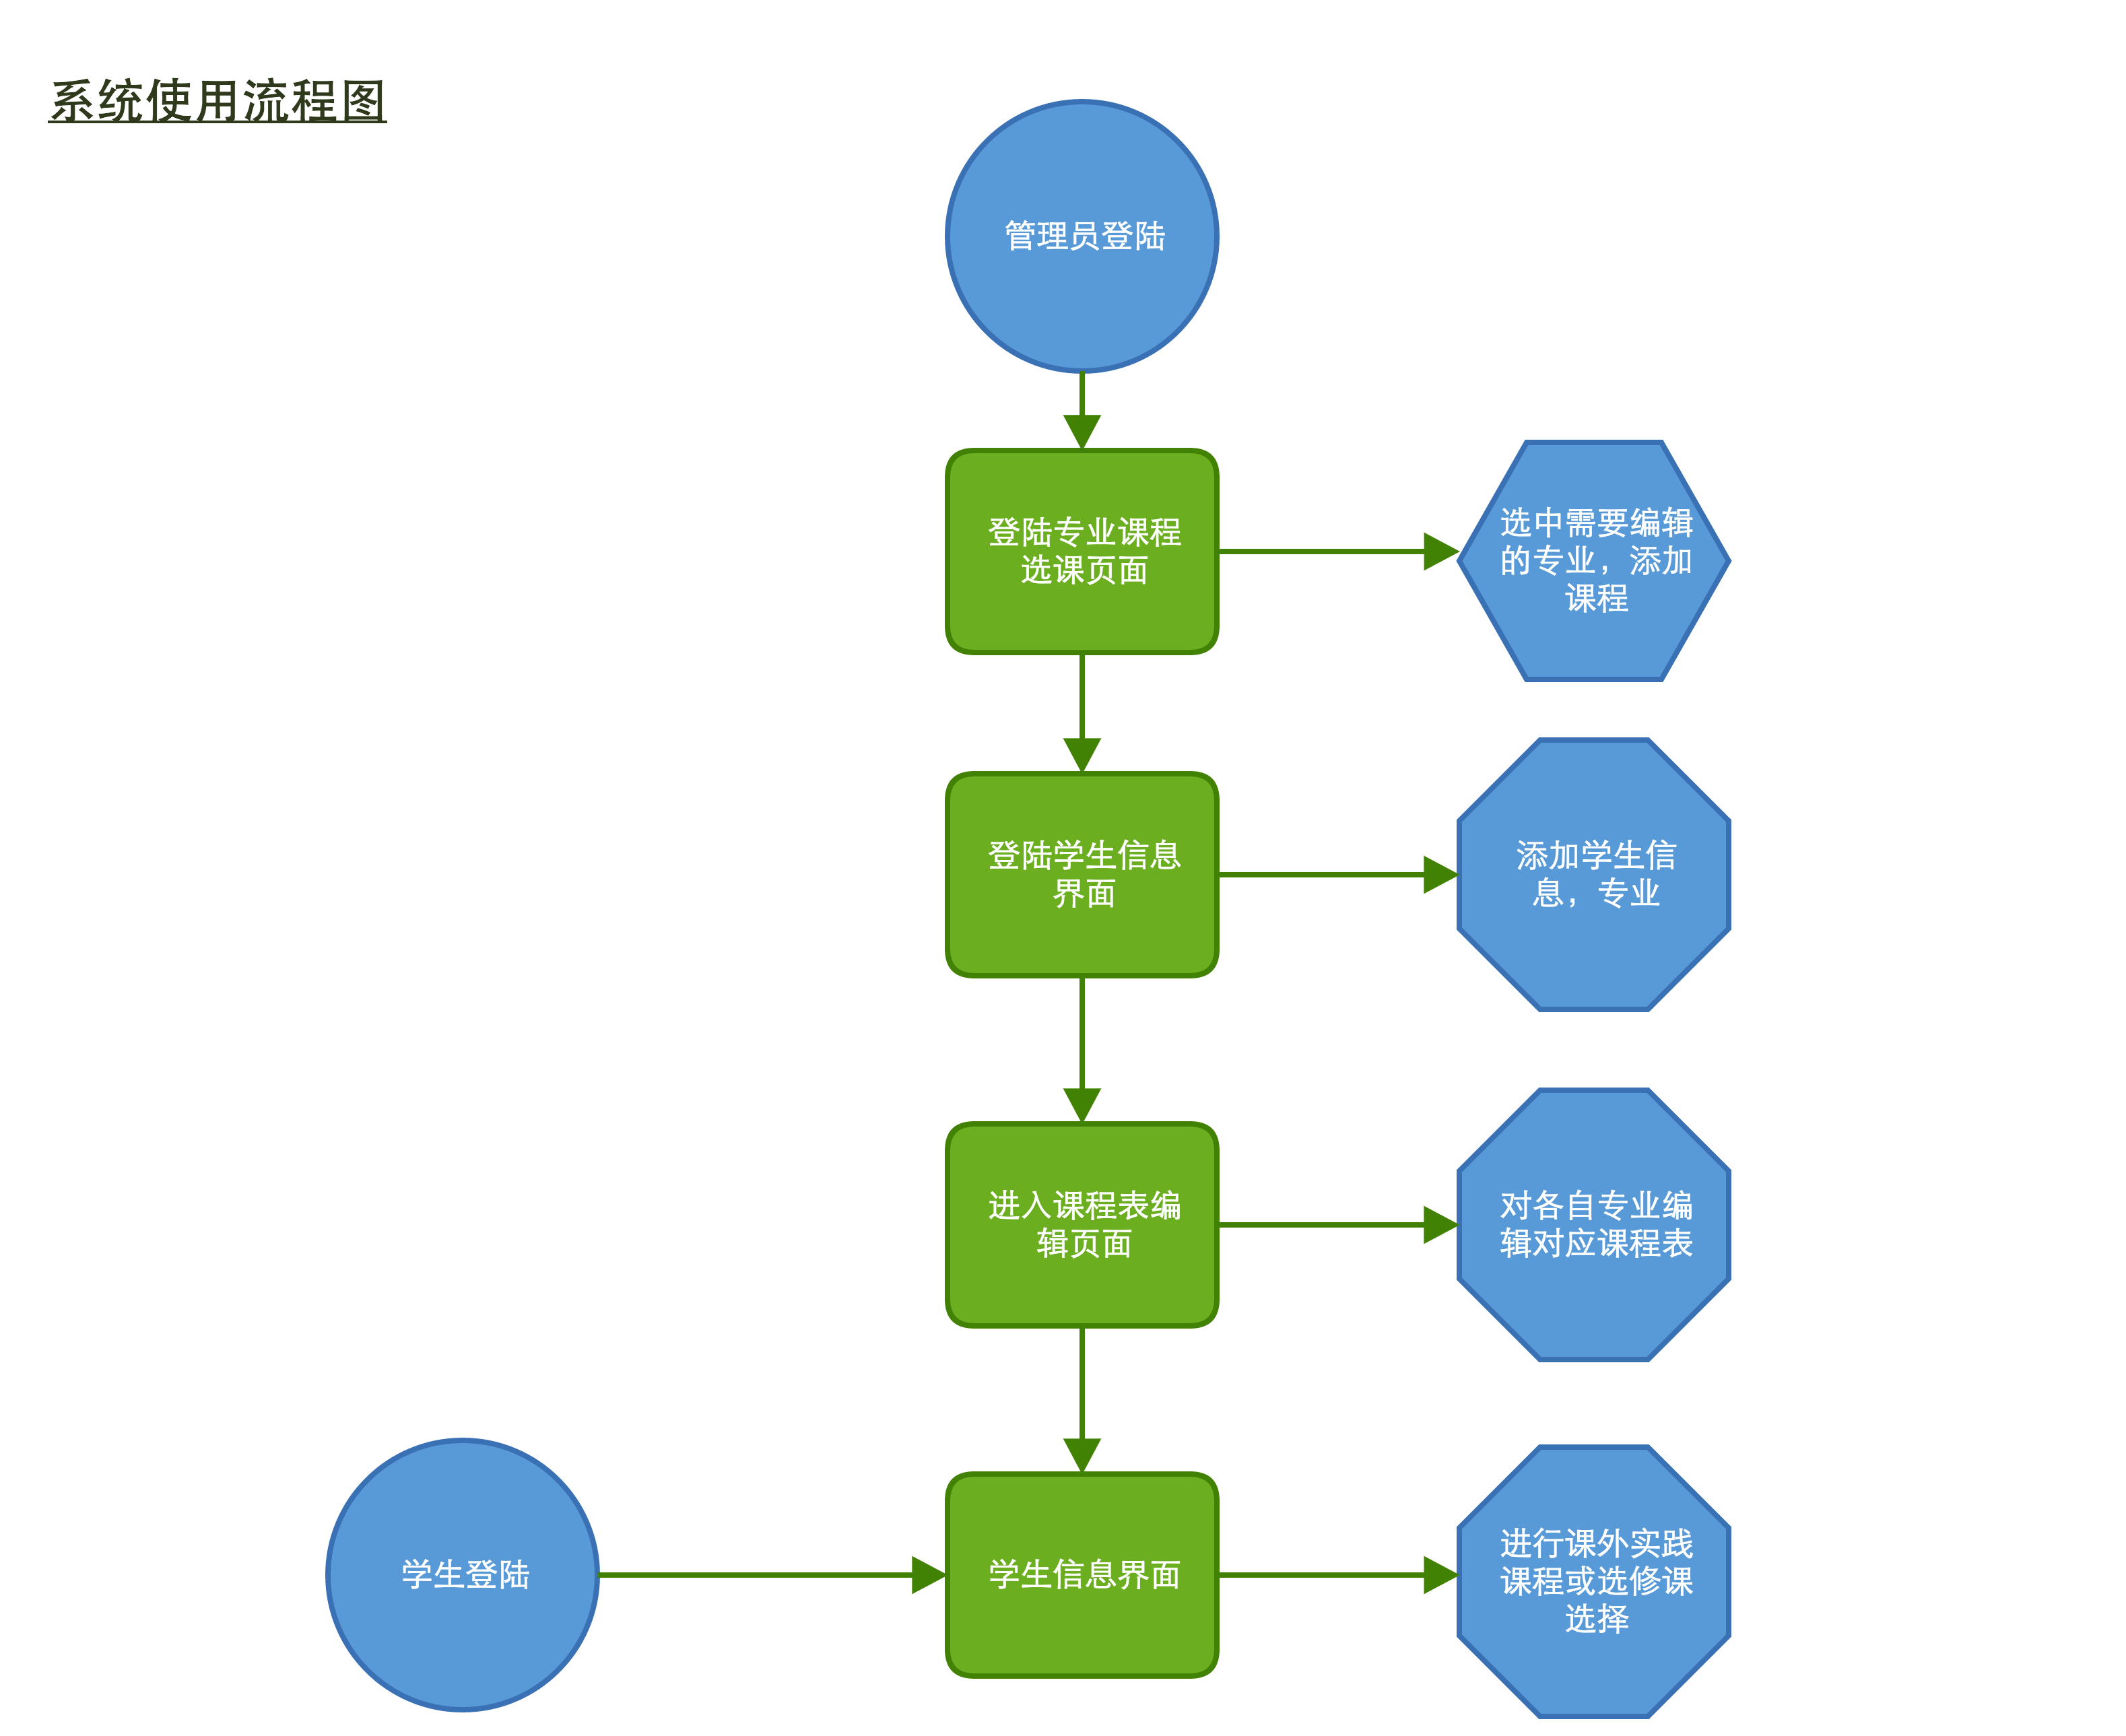 系统使用流程图
管理员登陆
登陆专业课程
选课页面
选中需要编辑
的专业，添加
课程
登陆学生信息
界面
添加学生信
息，专业
进入课程表编
辑页面
对各自专业编
辑对应课程表
学生登陆
学生信息界面
进行课外实践
课程或选修课
选择